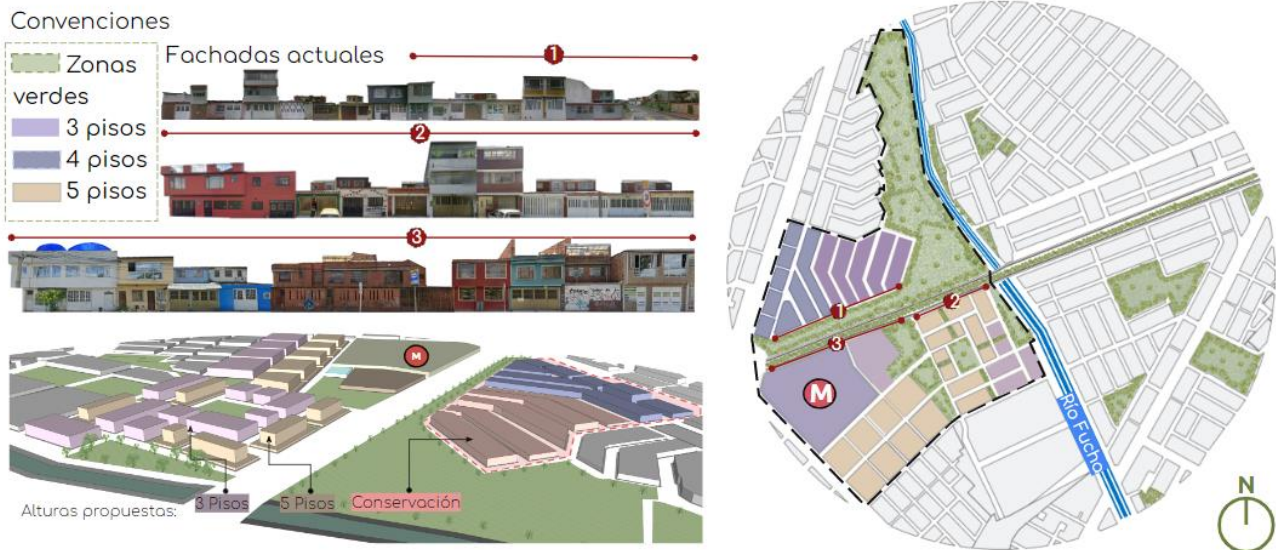 Convenciones
Zonas
verdes
3 pisos
4 pisos
5 pisos
Fachadas actuales
1
2
3
M
3 Pisos
5 Pisos
Conservación
Alturas propuestas:
1
2
3
M
Río Fucha
N